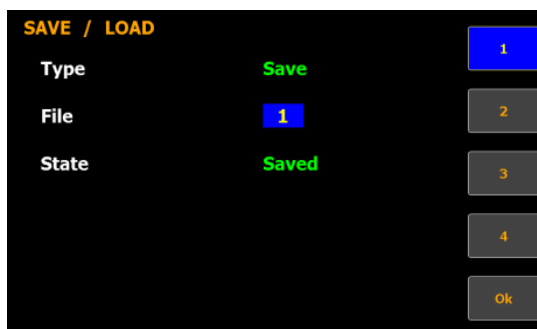 SAVE / LOAD
Type Save
File 1
State Saved
1
2
3
4
Ok